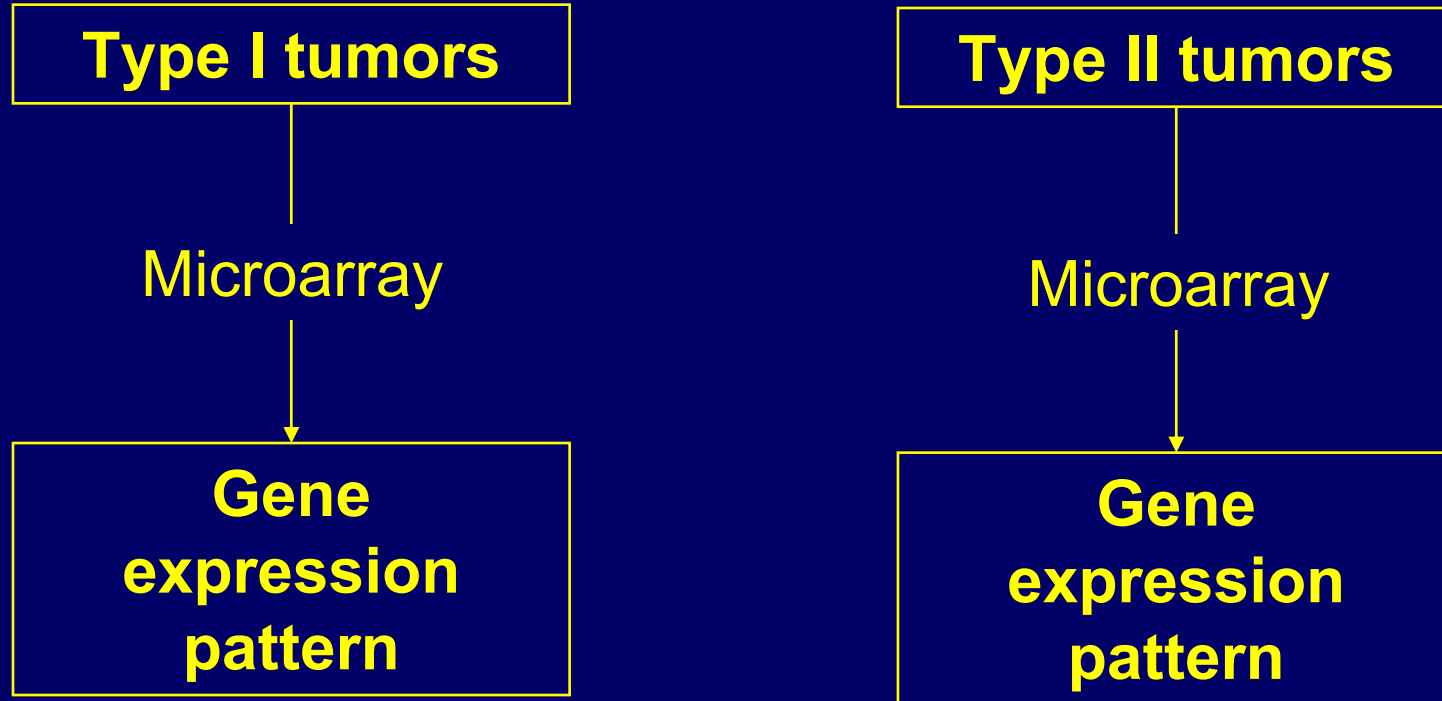 Type I tumors
Microarray
Gene
expression
pattern
Type II tumors
Microarray
Gene
expression
pattern